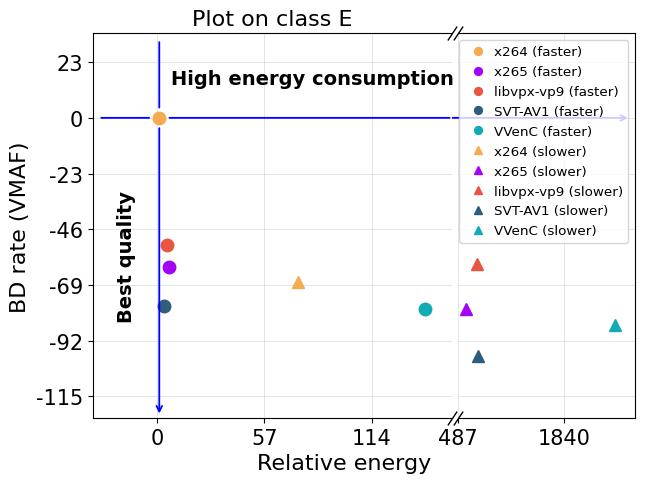 Plot on class E
High energy consumption
x264 (faster)
x265 (faster)
libvpx-vp9 (faster)
SVT-AV1 (faster)
VVenC (faster)
x264 (slower)
x265 (slower)
libvpx-vp9 (slower)
SVT-AV1 (slower)
VVenC (slower)
BD rate (VMAF)
23
0
-23
-46
-69
-92
-115
Best quality
0 57 114 487 1840
Relative energy